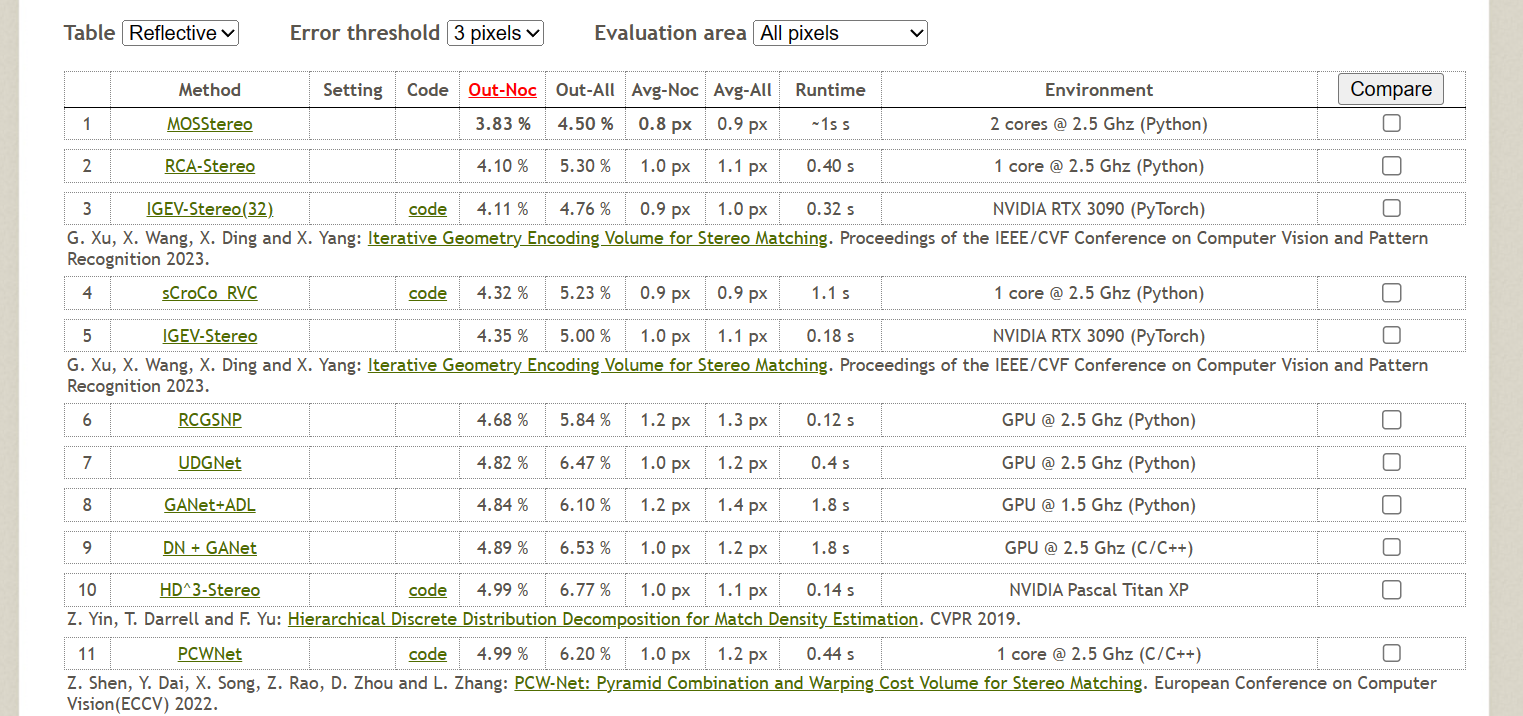 Table Reflective Error threshold 3 pixels Evaluation area All pixels
Method Setting Code Out-Noc Out-All Avg-Noc Avg-All Runtime Environment Compare
1 MOSStereo 3.83 % 4.50 % 0.8 px 0.9 px ~1s s 2 cores @ 2.5 Ghz (Python)
2 RCA-Stereo 4.10 % 5.30 % 1.0 px 1.1 px 0.40 s 1 core @ 2.5 Ghz (Python)
3 IGEV-Stereo(32) code 4.11 % 4.76 % 0.9 px 1.0 px 0.32 s NVIDIA RTX 3090 (PyTorch)
G. Xu, X. Wang, X. Ding and X. Yang: Iterative Geometry Encoding Volume for Stereo Matching. Proceedings of the IEEE/CVF Conference on Computer Vision and Pattern
Recognition 2023.
4 sCroCo_RVC code 4.32 % 5.23 % 0.9 px 0.9 px 1.1 s 1 core @ 2.5 Ghz (Python)
5 IGEV-Stereo code 4.35 % 5.00 % 1.0 px 1.1 px 0.18 s NVIDIA RTX 3090 (PyTorch)
G. Xu, X. Wang, X. Ding and X. Yang: Iterative Geometry Encoding Volume for Stereo Matching. Proceedings of the IEEE/CVF Conference on Computer Vision and Pattern
Recognition 2023.
6 RCGSNP 4.68 % 5.84 % 1.2 px 1.3 px 0.12 s GPU @ 2.5 Ghz (Python)
7 UDGNet 4.82 % 6.47 % 1.0 px 1.2 px 0.4 s GPU @ 2.5 Ghz (Python)
8 GANet+ADL 4.84 % 6.10 % 1.2 px 1.4 px 1.8 s GPU @ 1.5 Ghz (Python)
9 DN + GANet 4.89 % 6.53 % 1.0 px 1.2 px 1.8 s GPU @ 2.5 Ghz (C/C++)
10 HD^3-Stereo code 4.99 % 6.77 % 1.0 px 1.1 px 0.14 s NVIDIA Pascal Titan XP
Z. Yin, T. Darrell and F. Yu: Hierarchical Discrete Distribution Decomposition for Match Density Estimation. CVPR 2019.
11 PCWNet code 4.99 % 6.20 % 1.0 px 1.2 px 0.44 s 1 core @ 2.5 Ghz (C/C++)
Z. Shen, Y. Dai, X. Song, Z. Rao, D. Zhou and L. Zhang: PCW-Net: Pyramid Combination and Warping Cost Volume for Stereo Matching. European Conference on Computer
Vision(ECCV) 2022.